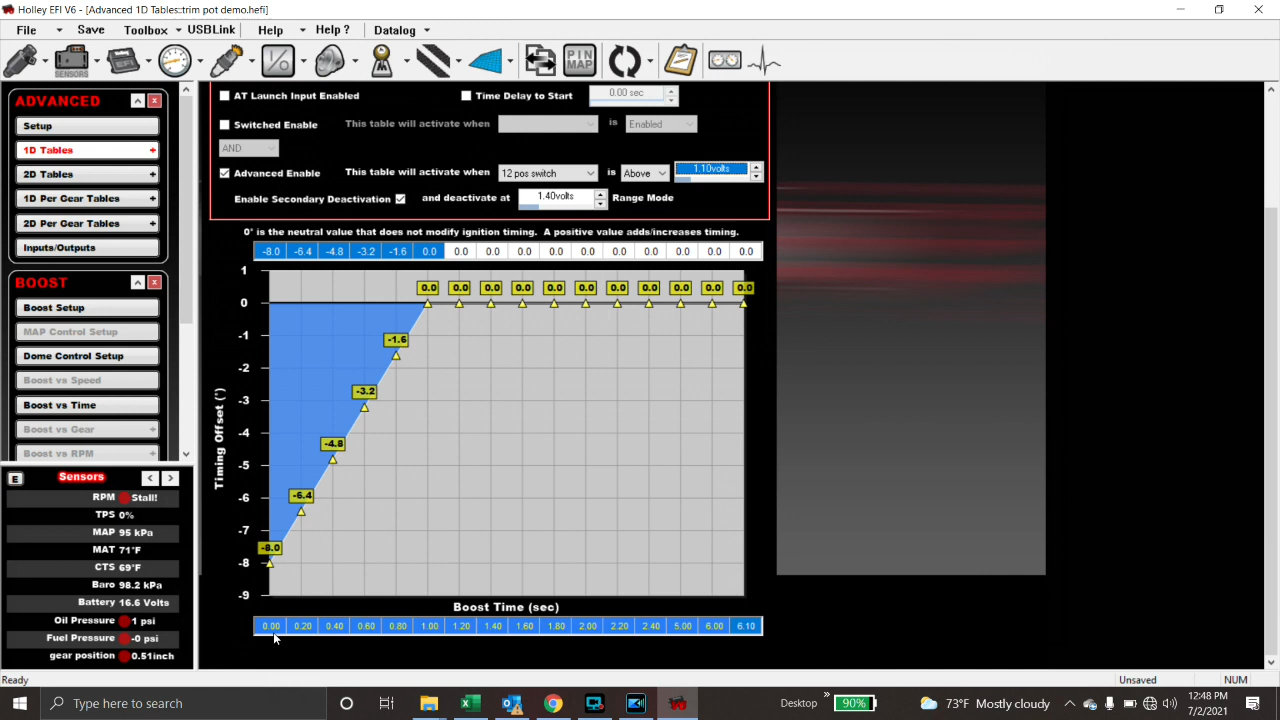 Holley EFI V6 - [Advanced 1D Tables::trim pot demo.hefi]
File Save Toolbox USBLink Help Help ? Datalog
SENSORS EFI I/O PIN MAP
ADVANCED
Setup
1D Tables +
2D Tables +
1D Per Gear Tables +
2D Per Gear Tables +
Inputs/Outputs
BOOST
Boost Setup
MAP Control Setup
Dome Control Setup
Boost vs Speed
Boost vs Time
Boost vs Gear +
Boost vs RPM
E Sensors < >
RPM Stall!
TPS 0%
MAP 95 kPa
MAT 71°F
CTS 69°F
Baro 98.2 kPa
Battery 16.6 Volts
Oil Pressure 1 psi
Fuel Pressure -0 psi
gear position 0.51inch
AT Launch Input Enabled Time Delay to Start 0.00 sec
Switched Enable This table will activate when is Enabled
AND
Advanced Enable This table will activate when 12 pos switch is Above 1.10volts
Enable Secondary Deactivation and deactivate at 1.40volts Range Mode
0° is the neutral value that does not modify ignition timing. A positive value adds/increases timing.
-8.0 -6.4 -4.8 -3.2 -1.6 0.0 0.0 0.0 0.0 0.0 0.0 0.0 0.0 0.0 0.0 0.0
1
0.0 0.0 0.0 0.0 0.0 0.0 0.0 0.0 0.0 0.0 0.0
0
-1
-1.6
-2
-3.2
-3
-4
-4.8
-5
-6.4
-6
-7
-8.0
-8
-9
Timing Offset (°)
Boost Time (sec)
0.00 0.20 0.40 0.60 0.80 1.00 1.20 1.40 1.60 1.80 2.00 2.20 2.40 5.00 6.00 6.10
Ready Unsaved NUM
Type here to search Desktop » 90% 73°F Mostly cloudy 12:48 PM
7/2/2021